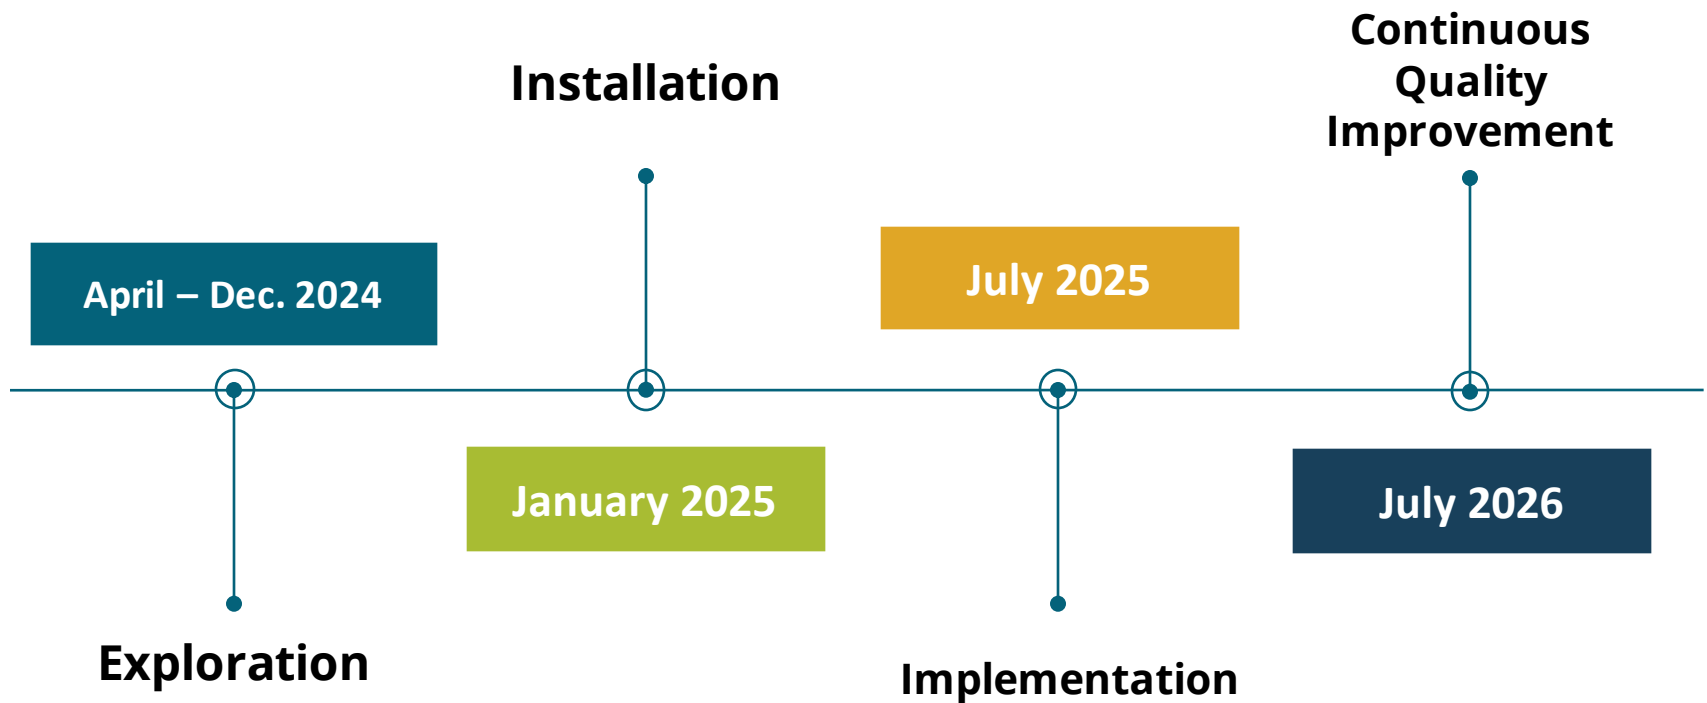 Continuous
Quality
Improvement
Installation
April – Dec. 2024
July 2025
January 2025
July 2026
Exploration
Implementation